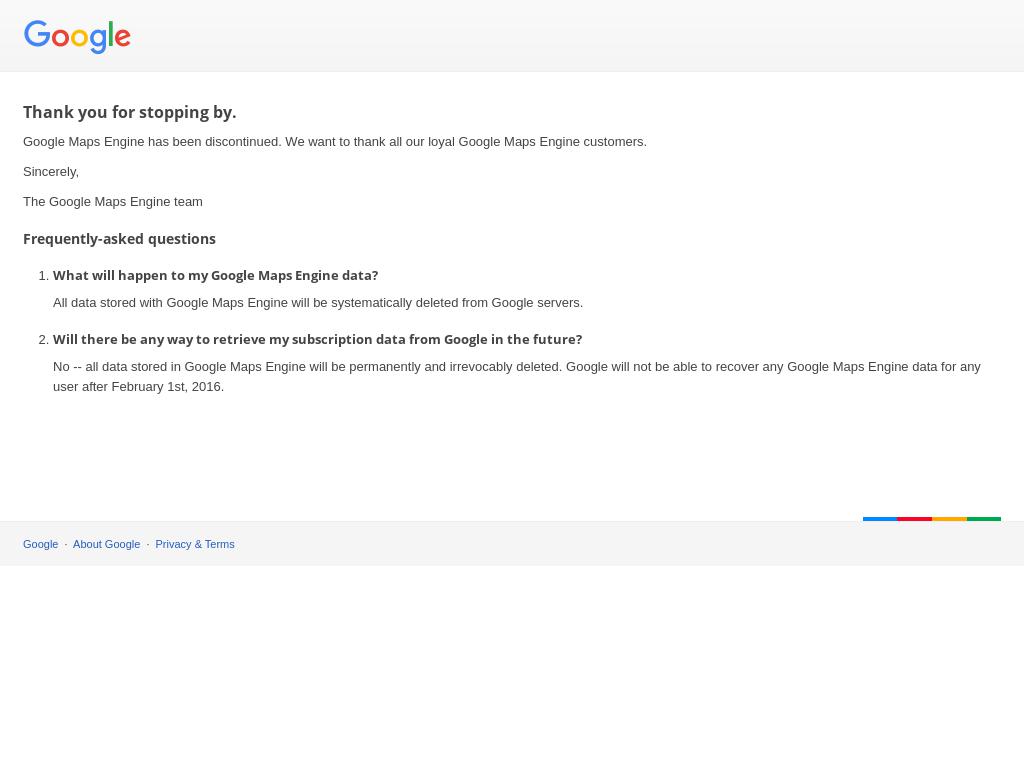 Google
Thank you for stopping by.
Google Maps Engine has been discontinued. We want to thank all our loyal Google Maps Engine customers.
Sincerely,
The Google Maps Engine team
Frequently-asked questions
1. What will happen to my Google Maps Engine data?
All data stored with Google Maps Engine will be systematically deleted from Google servers.
2. Will there be any way to retrieve my subscription data from Google in the future?
No -- all data stored in Google Maps Engine will be permanently and irrevocably deleted. Google will not be able to recover any Google Maps Engine data for any
user after February 1st, 2016.
Google · About Google · Privacy & Terms